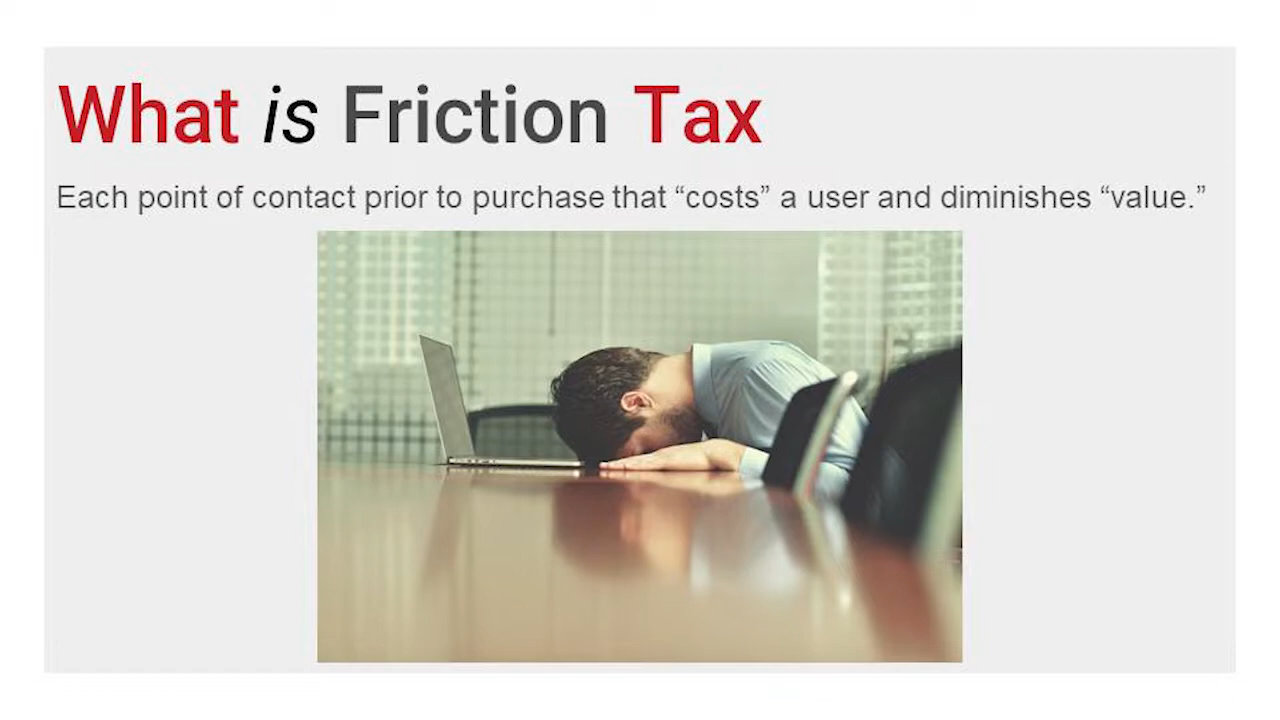 What is Friction Tax
Each point of contact prior to purchase that “costs” a user and diminishes “value.”